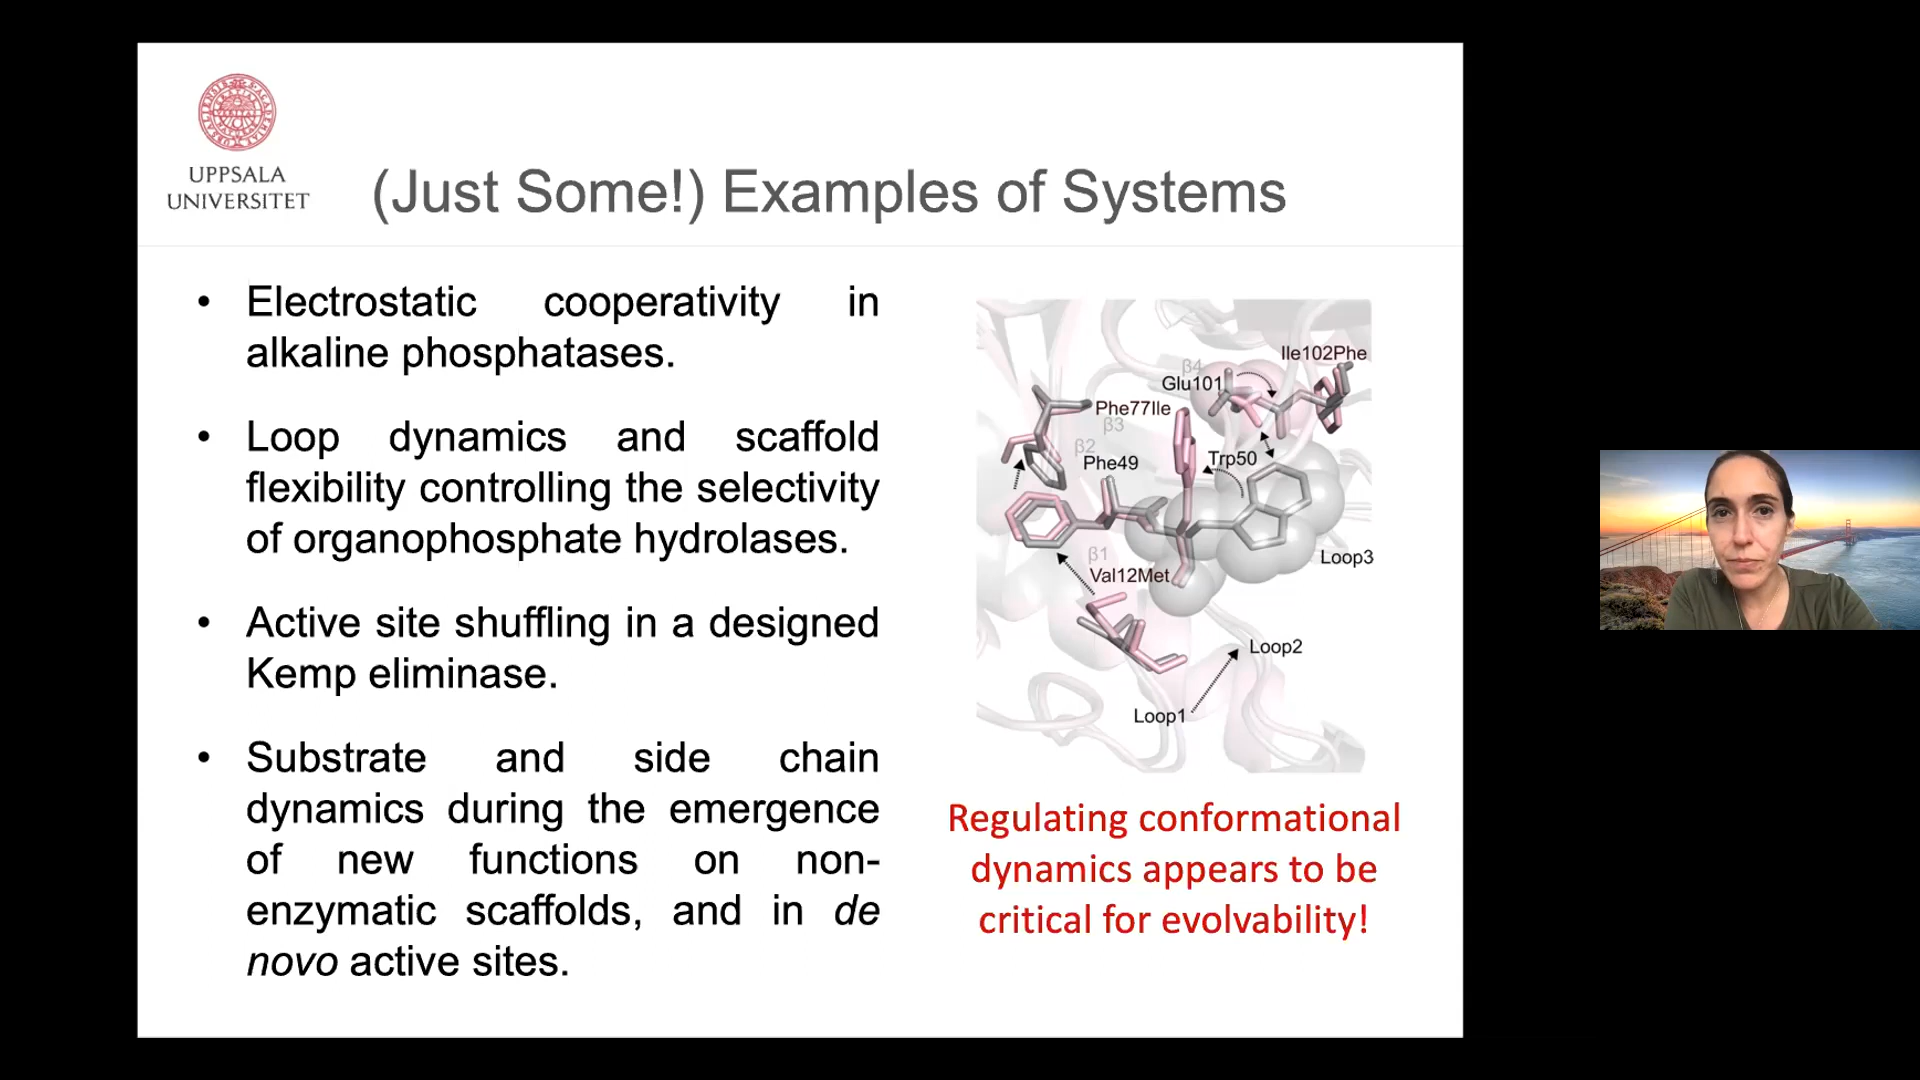 UPPSALA
UNIVERSITET
(Just Some!) Examples of Systems
• Electrostatic cooperativity in
alkaline phosphatases.
• Loop dynamics and scaffold
flexibility controlling the selectivity
of organophosphate hydrolases.
• Active site shuffling in a designed
Kemp eliminase.
• Substrate and side chain
dynamics during the emergence
of new functions on non-
enzymatic scaffolds, and in de
novo active sites.
Ile102Phe
β4
Glu101
Phe77Ile
β3
β2
Phe49
Trp50
β1
Loop3
Val12Met
Loop2
Loop1
Regulating conformational
dynamics appears to be
critical for evolvability!